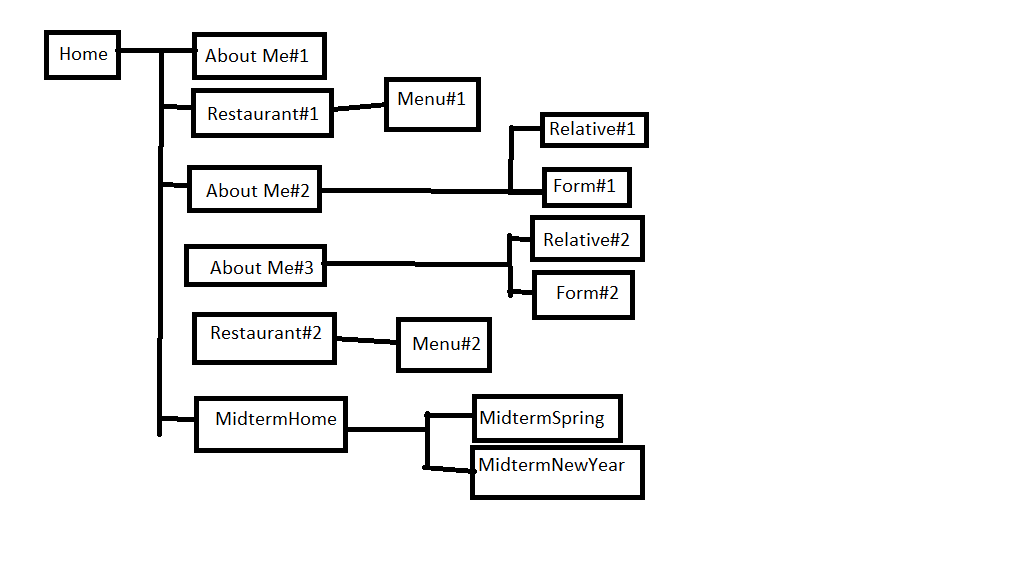 Home
About Me#1
Restaurant#1
Menu#1
Relative#1
About Me#2
Form#1
Relative#2
About Me#3
Form#2
Restaurant#2
Menu#2
MidtermHome
MidtermSpring
MidtermNewYear